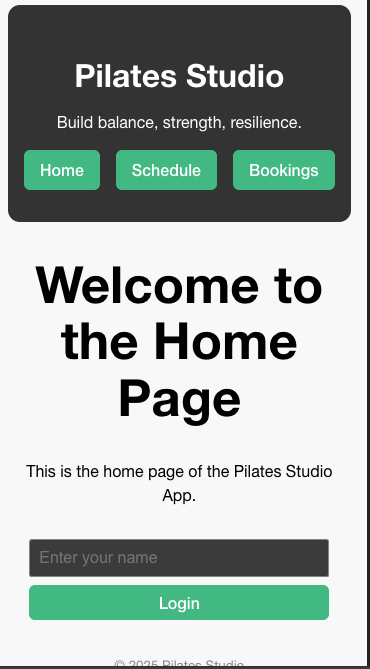 Pilates Studio
Build balance, strength, resilience.
Home Schedule Bookings
Welcome to
the Home
Page
This is the home page of the Pilates Studio
App.
Enter your name
Login
© 2025 Pilates Studio